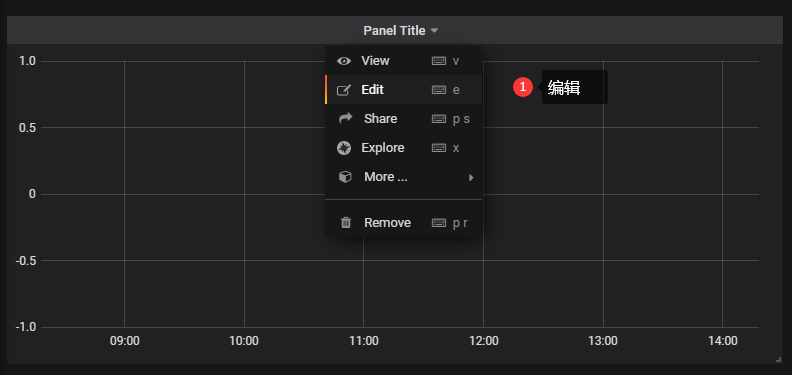 Panel Title
1.0
0.5
0
-0.5
-1.0
View v
Edit e
Share p s
Explore x
More ...
Remove p r
1 编辑
09:00 10:00 11:00 12:00 13:00 14:00